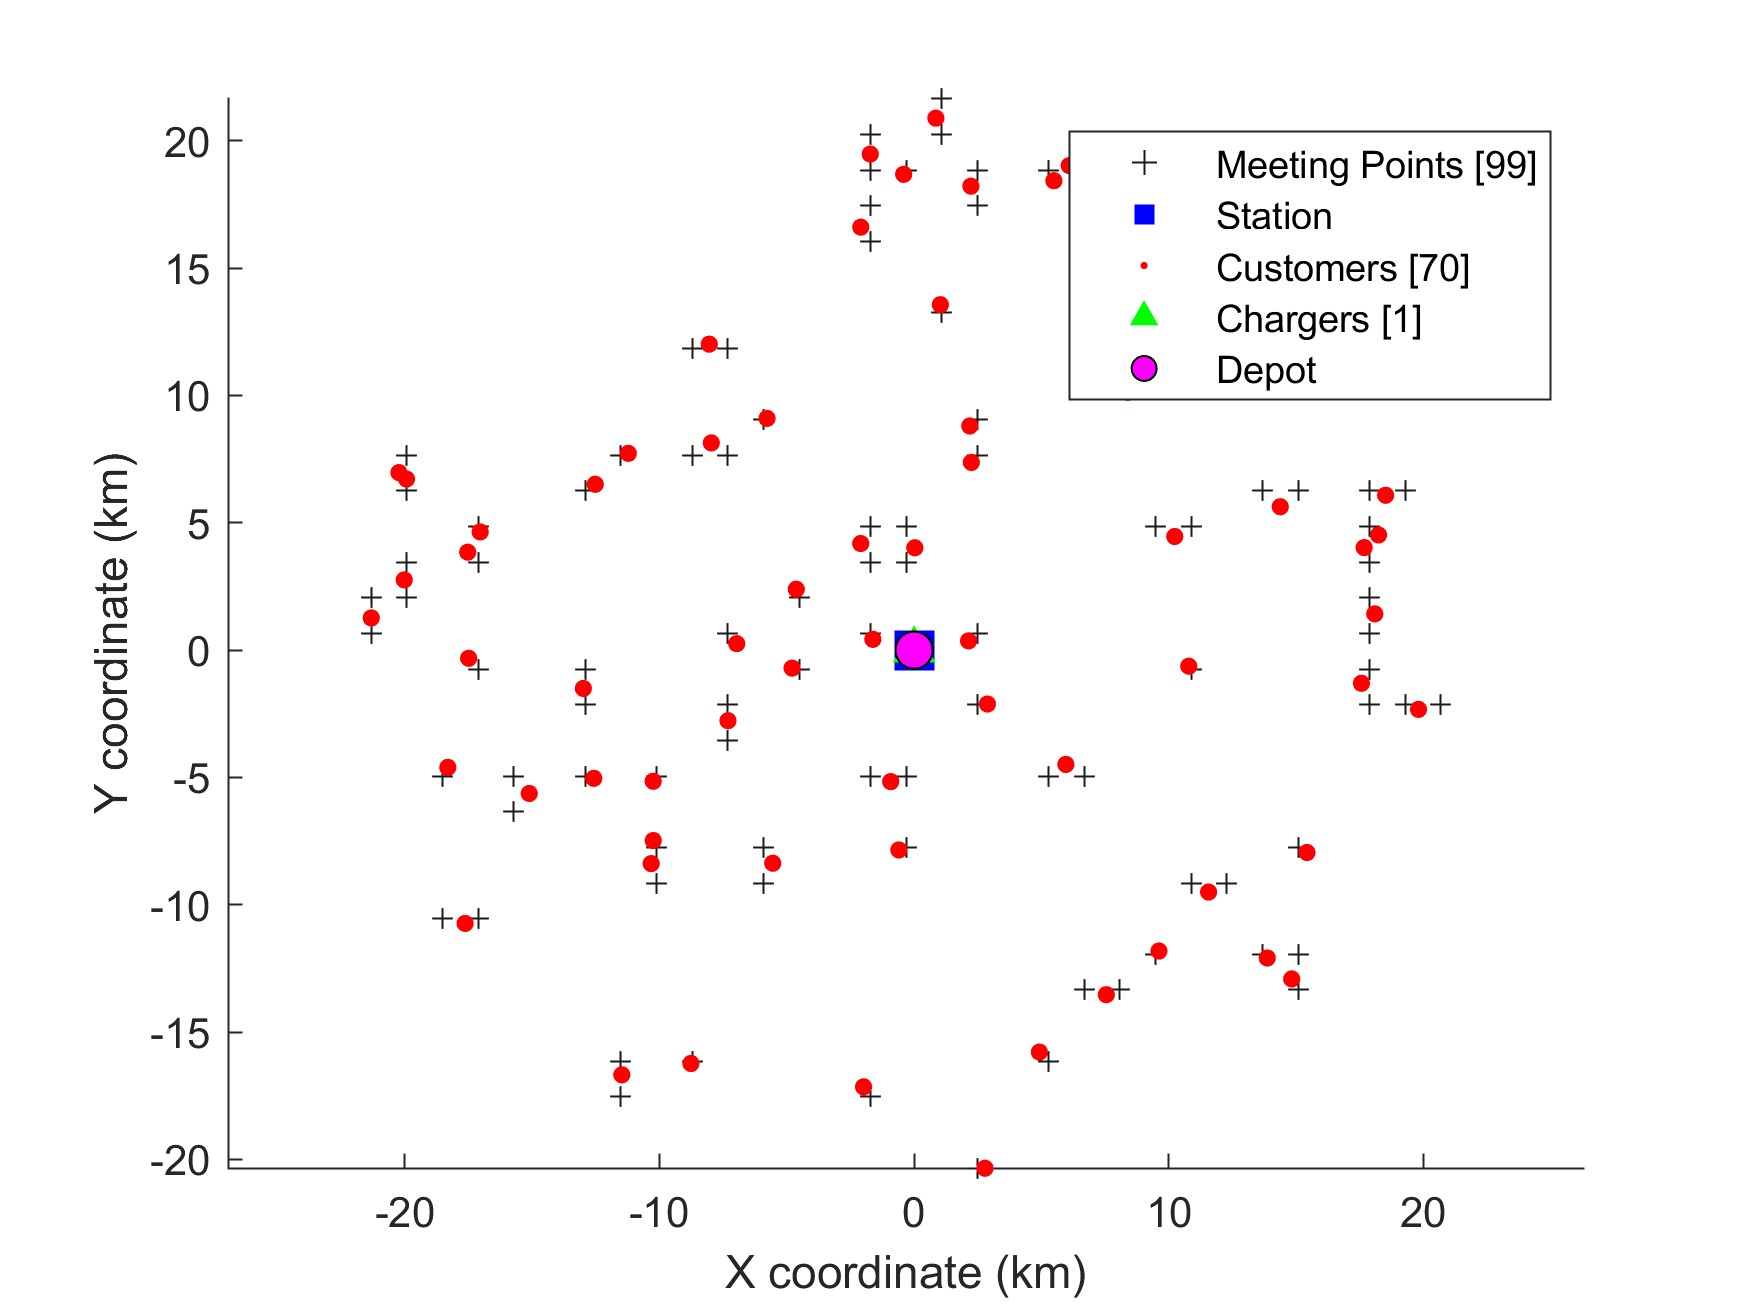 20
15
10
5
0
-5
-10
-15
-20
Y coordinate (km)
Meeting Points [99]
Station
Customers [70]
Chargers [1]
Depot
-20 -10 0 10 20
X coordinate (km)